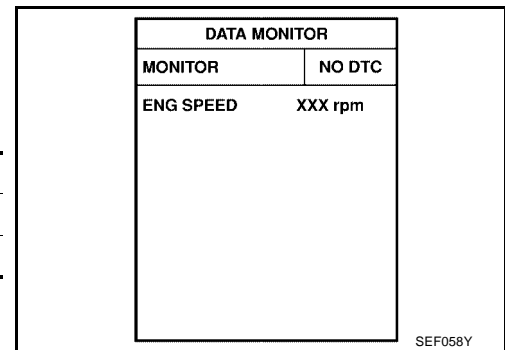 DATA MONITOR
MONITOR NO DTC
ENG SPEED XXX rpm
SEF058Y